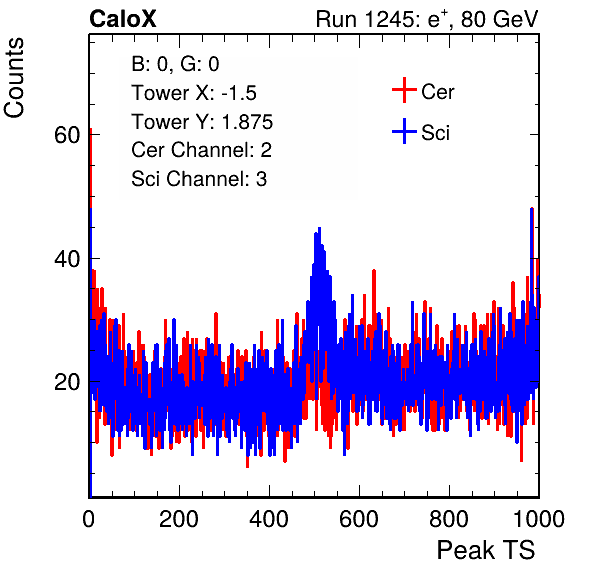 CaloX Run 1245: e⁺, 80 GeV
Counts
B: 0, G: 0
Tower X: -1.5
Tower Y: 1.875
Cer Channel: 2
Sci Channel: 3
Cer
Sci
60
40
20
0 200 400 600 800 1000
Peak TS